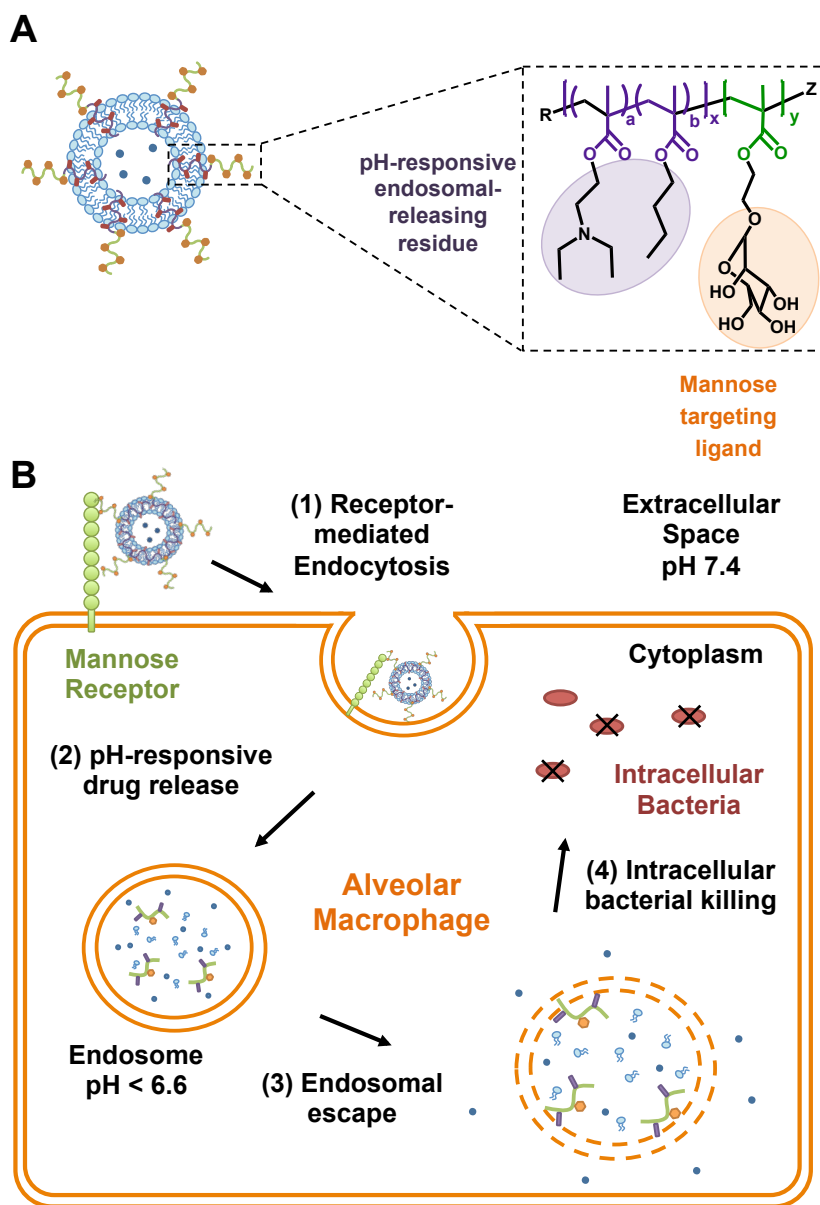 A
pH-responsive
endosomal-
releasing
residue
R
a
b
x
y
Z
O
O
O
O
O
O
N
O
O
HO
OH
HO
OH
Mannose
targeting
ligand
B
(1) Receptor-
mediated
Endocytosis
Extracellular
Space
pH 7.4
Mannose
Receptor
Cytoplasm
(2) pH-responsive
drug release
Intracellular
Bacteria
Alveolar
Macrophage
(4) Intracellular
bacterial killing
Endosome
pH < 6.6
(3) Endosomal
escape